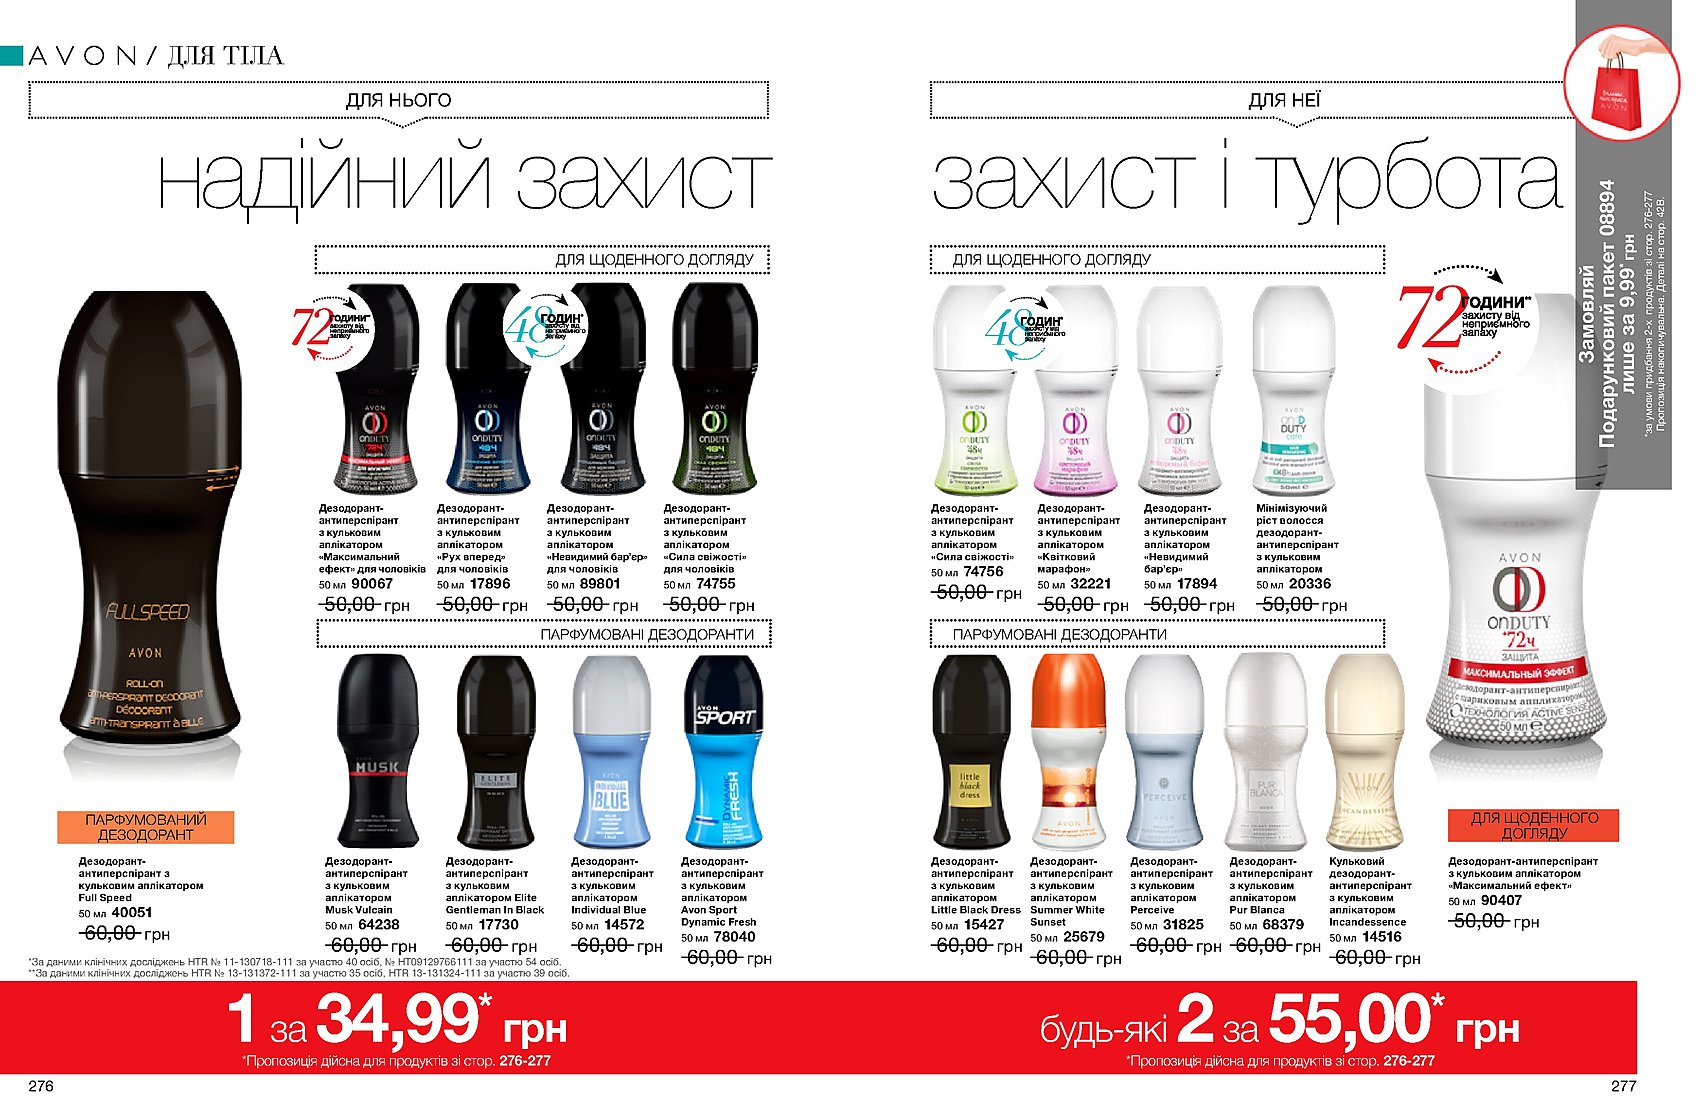 AVON / ДЛЯ ТІЛА
ДЛЯ НЬОГО
надійний захист
ДЛЯ ЩОДЕННОГО ДОГЛЯДУ
72 ГОДИНИ**
захисту від
неприємного
запаху
48 ГОДИН*
захисту від
неприємного
запаху
Дезодорант-
антиперспірант
з кульковим
аплікатором
«Максимальний
ефект» для чоловіків
50 мл 90067
50,00 грн
Дезодорант-
антиперспірант
з кульковим
аплікатором
«Рух вперед»
для чоловіків
50 мл 17896
50,00 грн
Дезодорант-
антиперспірант
з кульковим
аплікатором
«Невидимий бар'єр»
для чоловіків
50 мл 89801
50,00 грн
Дезодорант-
антиперспірант
з кульковим
аплікатором
«Сила свіжості»
для чоловіків
50 мл 74755
50,00 грн
FULLSPEED
AVON
ROLL-ON
ANTI-PERSPIRANT DEODORANT
DÉODORANT
ANTI-TRANSPIRANT À BILLE
ПАРФУМОВАНИЙ
ДЕЗОДОРАНТ
Дезодорант-
антиперспірант з
кульковим аплікатором
Full Speed
50 мл 40051
60,00 грн
ПАРФУМОВАНІ ДЕЗОДОРАНТИ
MUSK
ELITE
GENTLEMAN
INDIVIDUAL
BLUE
AVON
SPORT
DYNAMIC
FRESH
Дезодорант-
антиперспірант
з кульковим
аплікатором
Musk Vulcain
50 мл 64238
60,00 грн
Дезодорант-
антиперспірант
з кульковим
аплікатором Elite
Gentleman In Black
50 мл 17730
60,00 грн
Дезодорант-
антиперспірант
з кульковим
аплікатором
Individual Blue
50 мл 14572
60,00 грн
Дезодорант-
антиперспірант
з кульковим
аплікатором
Avon Sport
Dynamic Fresh
50 мл 78040
60,00 грн
*За даними клінічних досліджень HTR № 11-130718-111 за участю 40 осіб, № HT09129766111 за участю 54 осіб.
**За даними клінічних досліджень HTR № 13-131372-111 за участю 35 осіб, HTR 13-131324-111 за участю 39 осіб.
1 за 34,99* грн
*Пропозиція дійсна для продуктів зі стор. 276-277
276
ДЛЯ НЕЇ
захист і турбота
ДЛЯ ЩОДЕННОГО ДОГЛЯДУ
48 ГОДИН*
захисту від
неприємного
запаху
Дезодорант-
антиперспірант
з кульковим
аплікатором
«Сила свіжості»
50 мл 74756
50,00 грн
Дезодорант-
антиперспірант
з кульковим
аплікатором
«Квітковий
марафон»
50 мл 32221
50,00 грн
Дезодорант-
антиперспірант
з кульковим
аплікатором
«Невидимий
бар'єр»
50 мл 17894
50,00 грн
Мінімізуючий
ріст волосся
дезодорант-
антиперспірант
з кульковим
аплікатором
50 мл 20336
50,00 грн
ПАРФУМОВАНІ ДЕЗОДОРАНТИ
little
black
dress
PERCEIVE
AVON
PUR
BLANCA
AVON
Дезодорант-
антиперспірант
з кульковим
аплікатором
Little Black Dress
50 мл 15427
60,00 грн
Дезодорант-
антиперспірант
з кульковим
аплікатором
Summer White
Sunset
50 мл 25679
60,00 грн
Дезодорант-
антиперспірант
з кульковим
аплікатором
Perceive
50 мл 31825
60,00 грн
Дезодорант-
антиперспірант
з кульковим
аплікатором
Pur Blanca
50 мл 68379
60,00 грн
Кульковий
дезодорант-
антиперспірант
з кульковим
аплікатором
Incandessence
50 мл 14516
60,00 грн
72 ГОДИНИ**
захисту від
неприємного
запаху
AVON
ONDUTY
*72ч
ЗАЩИТА
МАКСИМАЛЬНЫЙ ЭФФЕКТ
дезодорант-антиперспирант
с шариковым аппликатором
ТЕХНОЛОГИЯ ACTIVE SENSE
50 МЛ
ДЛЯ ЩОДЕННОГО
ДОГЛЯДУ
Дезодорант-антиперспірант
з кульковим аплікатором
«Максимальний ефект»
50 мл 90407
50,00 грн
Замовляй
Подарунковий пакет 08894
лише за 9,99* грн
*за умови придбання 2-х продуктів зі стор. 276-277
Пропозиція накопичувальна. Деталі на стор. 42B.
будь-які 2 за 55,00* грн
*Пропозиція дійсна для продуктів зі стор. 276-277
277